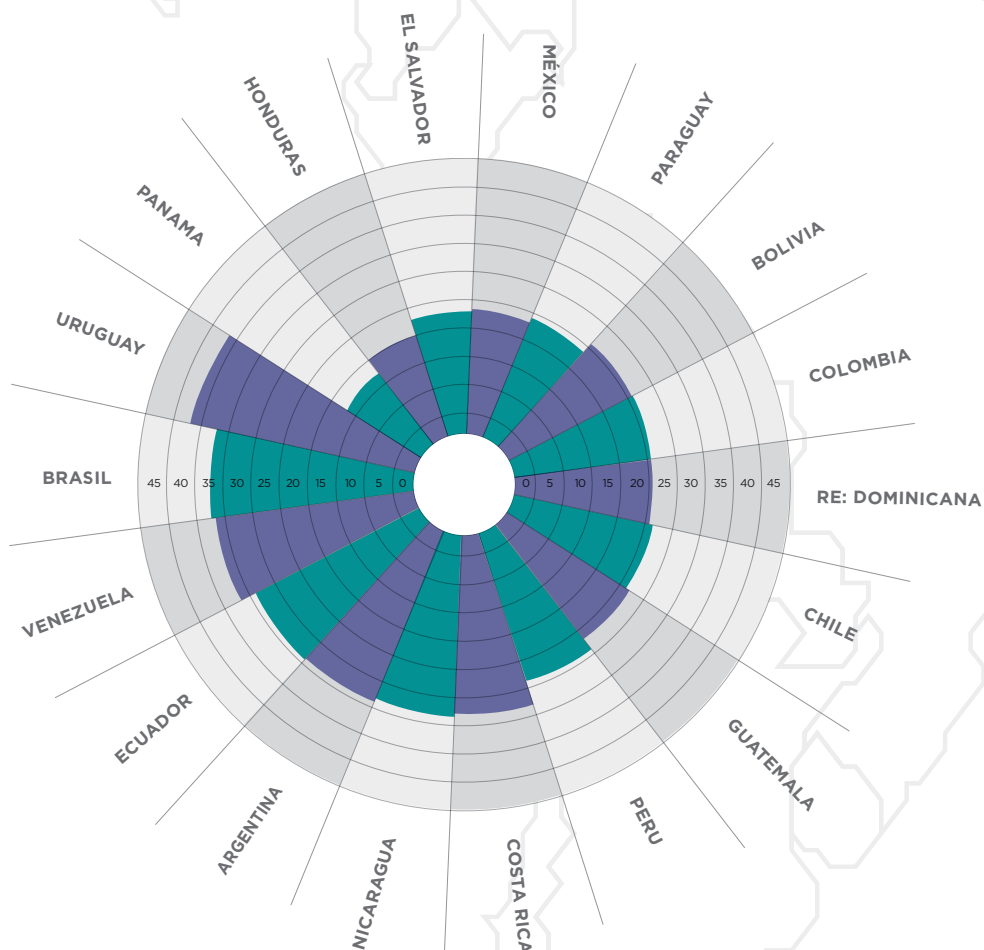 EL SALVADOR
MÉXICO
PARAGUAY
BOLIVIA
COLOMBIA
RE: DOMINICANA
CHILE
GUATEMALA
PERU
COSTA RICA
NICARAGUA
ARGENTINA
ECUADOR
VENEZUELA
BRASIL
URUGUAY
PANAMA
HONDURAS
45 40 35 30 25 20 15 10 5 0 0 5 10 15 20 25 30 35 40 45